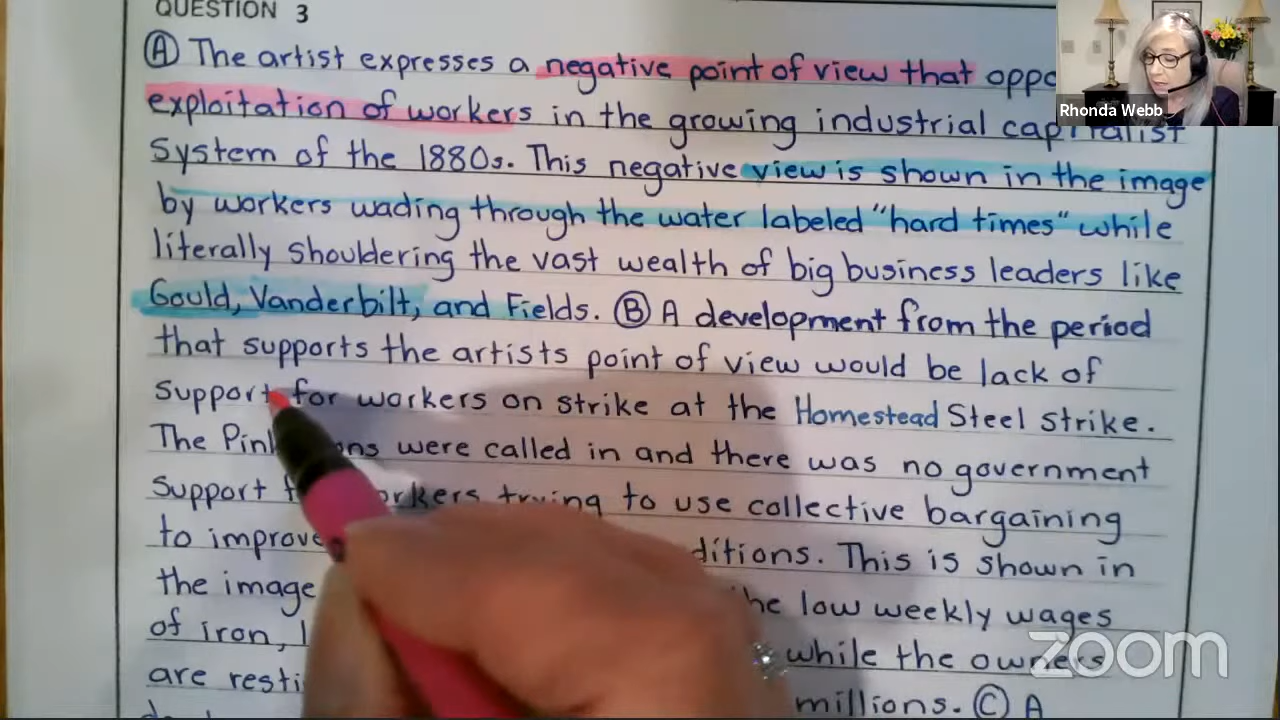 QUESTION 3
Ⓐ The artist expresses a negative point of view that
exploitation of workers in the growing industrial capitalist
system of the 1880s. This negative view is shown in the image
by workers wading through the water labeled "hard times" while
literally shouldering the vast wealth of big business leaders like
Gould, Vanderbilt, and Fields. Ⓑ A development from the period
that supports the artists point of view would be lack of
support for workers on strike at the Homestead Steel strike.
The were called in and there was no government
support trying to use collective bargaining
to improve This is shown in
the image the low weekly wages
of iron, while the owners
are millions. Ⓒ A
Rhonda Webb
zoom